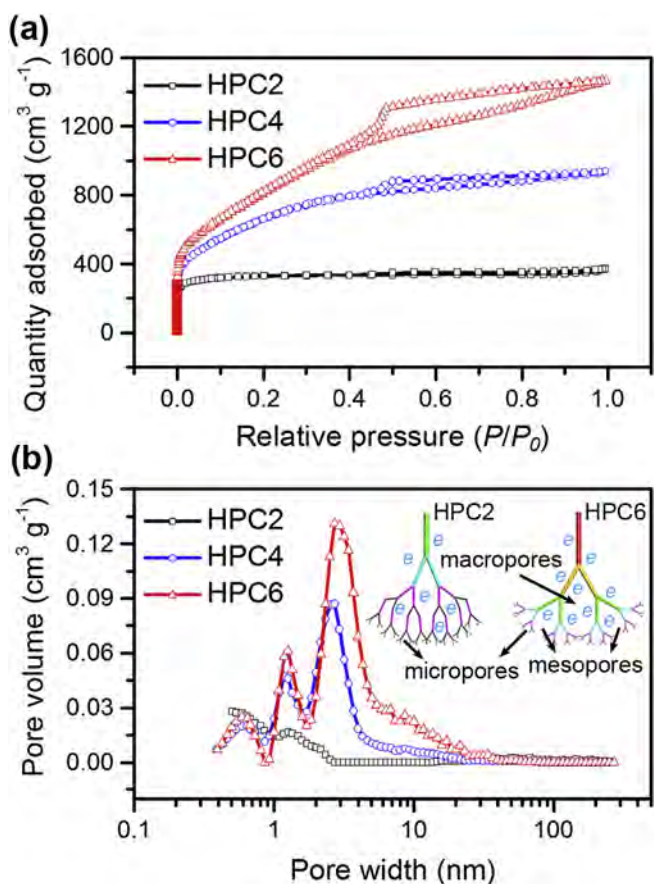 (a)
1600
1200
800
400
0
Quantity adsorbed (cm³ g⁻¹)
HPC2
HPC4
HPC6
0.0 0.2 0.4 0.6 0.8 1.0
Relative pressure (P/P₀)
(b)
0.15
0.12
0.09
0.06
0.03
0.00
Pore volume (cm³ g⁻¹)
HPC2
HPC4
HPC6
HPC2 HPC6
e e e e
macropores
e e e e e e
e e e e
micropores mesopores
0.1 1 10 100
Pore width (nm)